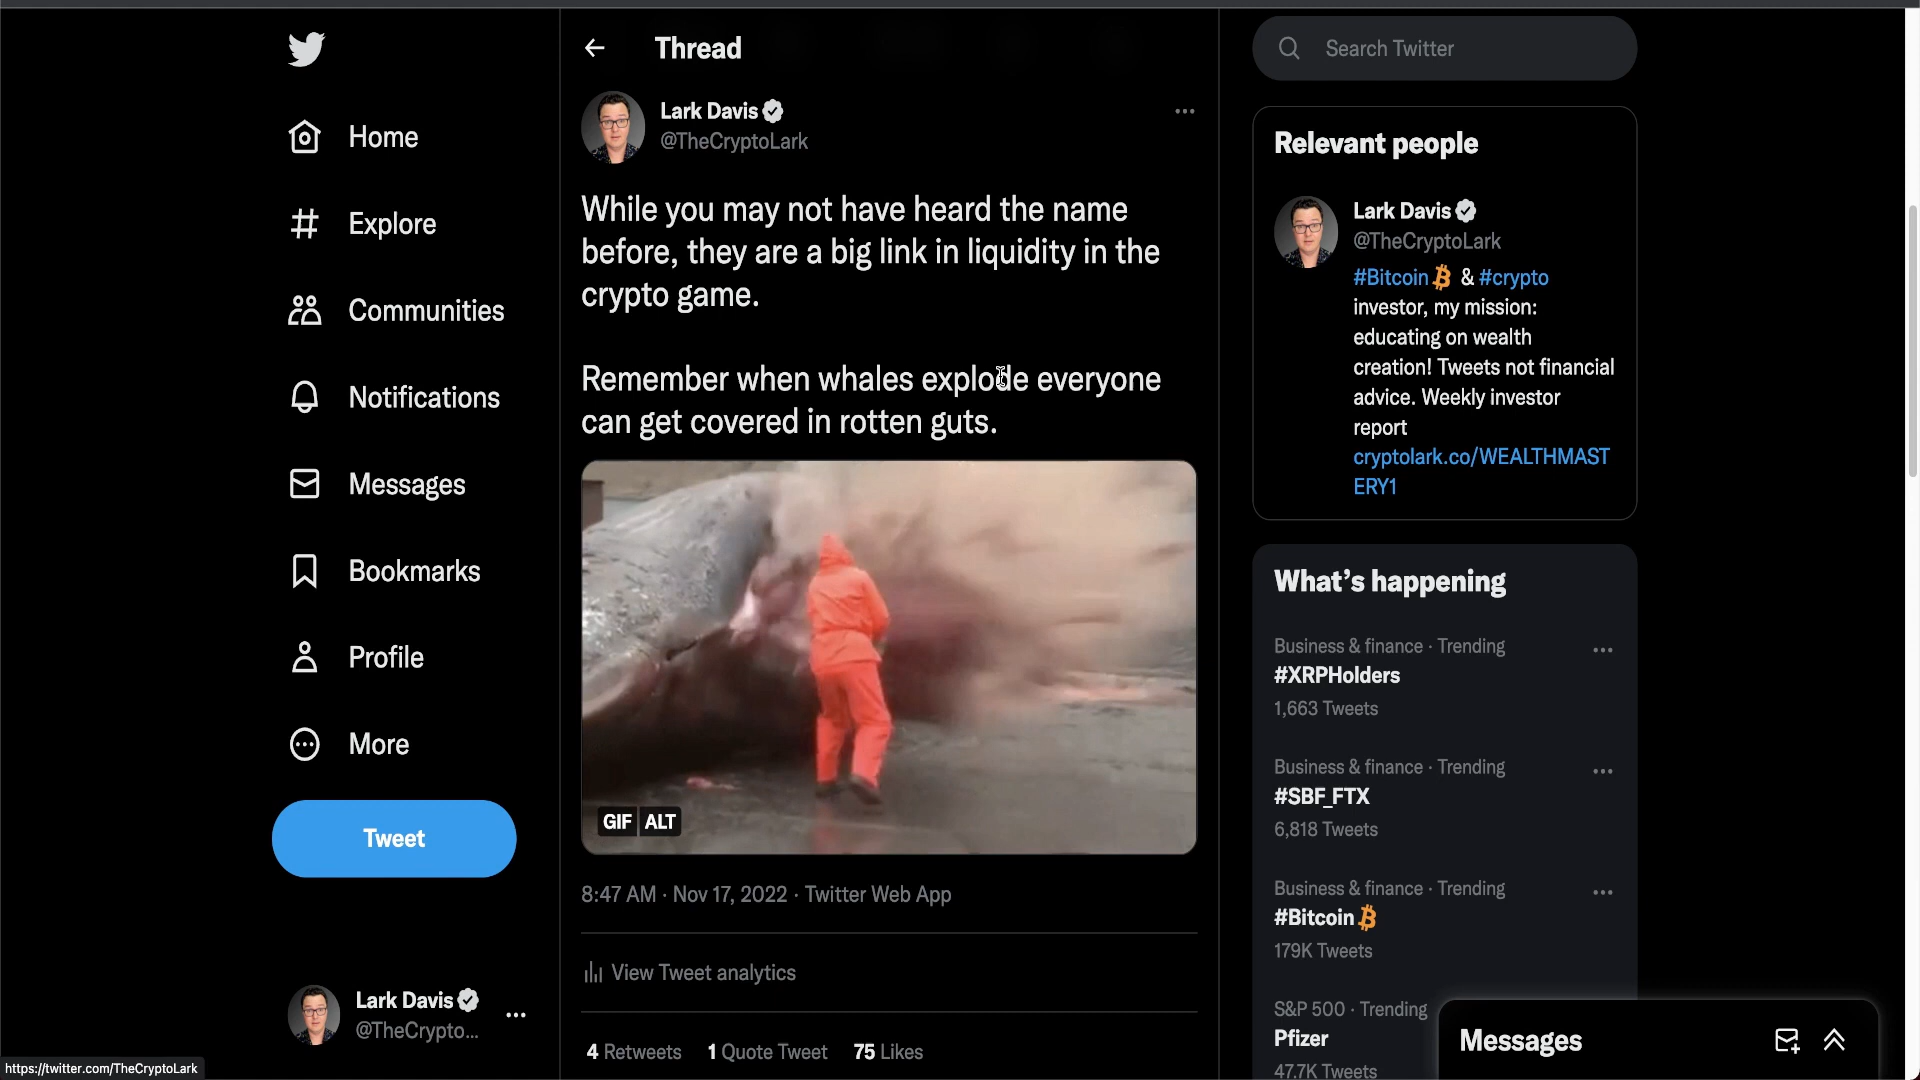 Home
Explore
Communities
Notifications
Messages
Bookmarks
Profile
More
Tweet
Lark Davis
@TheCrypto...
https://twitter.com/TheCryptoLark
Thread
Lark Davis
@TheCryptoLark
While you may not have heard the name
before, they are a big link in liquidity in the
crypto game.
Remember when whales explode everyone
can get covered in rotten guts.
GIF ALT
8:47 AM · Nov 17, 2022 · Twitter Web App
View Tweet analytics
4 Retweets 1 Quote Tweet 75 Likes
Search Twitter
Relevant people
Lark Davis
@TheCryptoLark
#Bitcoin & #crypto
investor, my mission:
educating on wealth
creation! Tweets not financial
advice. Weekly investor
report
cryptolark.co/WEALTHMAST
ERY1
What's happening
Business & finance · Trending
#XRPHolders
1,663 Tweets
Business & finance · Trending
#SBF_FTX
6,818 Tweets
Business & finance · Trending
#Bitcoin
179K Tweets
S&P 500 · Trending
Pfizer
47.7K Tweets
Messages